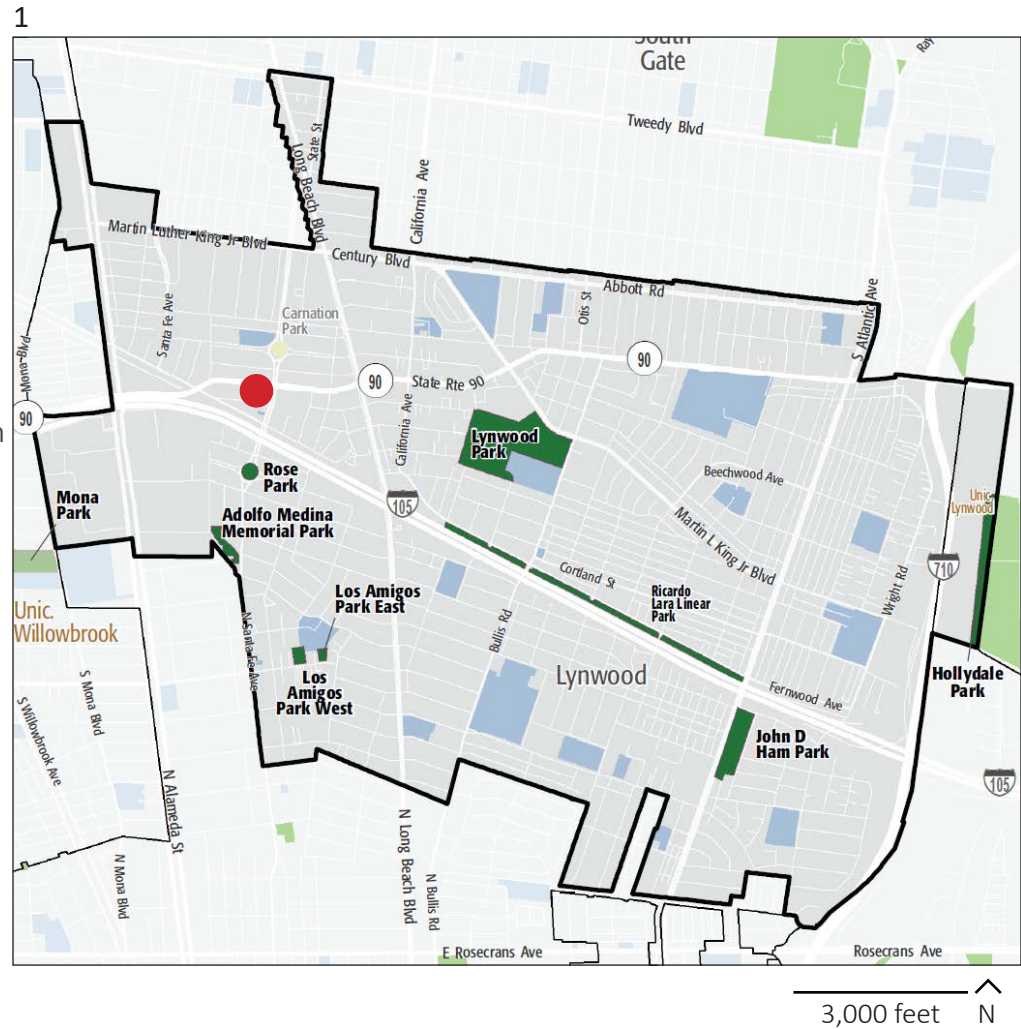 1
South
Gate
Ray
Tweedy Blvd
State St
Long Beach Blvd
California Ave
Martin Luther King Jr Blvd
Century Blvd
Abbott Rd
Otis St
S Atlantic Ave
Santa Fe Ave
Carnation
Park
Mona Blvd
90
90
State Rte 90
90
n
California Ave
Lynwood
Park
Beechwood Ave
Rose
Park
Mona
Park
105
Adolfo Medina
Memorial Park
Martin L King Jr Blvd
Unic.
Lynwood
710
Wright Rd
Cortland St
Los Amigos
Park East
Ricardo
Lara Linear
Park
Unic.
Willowbrook
N Santa Fe Ave
Bullis Rd
Lynwood
Hollydale
Park
Los
Amigos
Park West
Fernwood Ave
S Mona Blvd
S Willowbrook Ave
John D
Ham Park
105
N Alameda St
N Long Beach Blvd
N Mona Blvd
N Bullis Rd
E Rosecrans Ave
Rosecrans Ave
3,000 feet
N